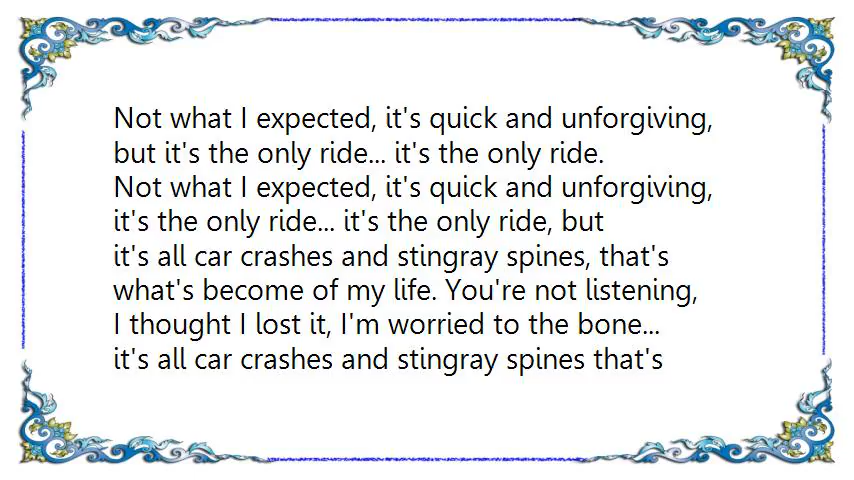 Not what I expected, it's quick and unforgiving,
but it's the only ride... it's the only ride.
Not what I expected, it's quick and unforgiving,
it's the only ride... it's the only ride, but
it's all car crashes and stingray spines, that's
what's become of my life. You're not listening,
I thought I lost it, I'm worried to the bone...
it's all car crashes and stingray spines that's